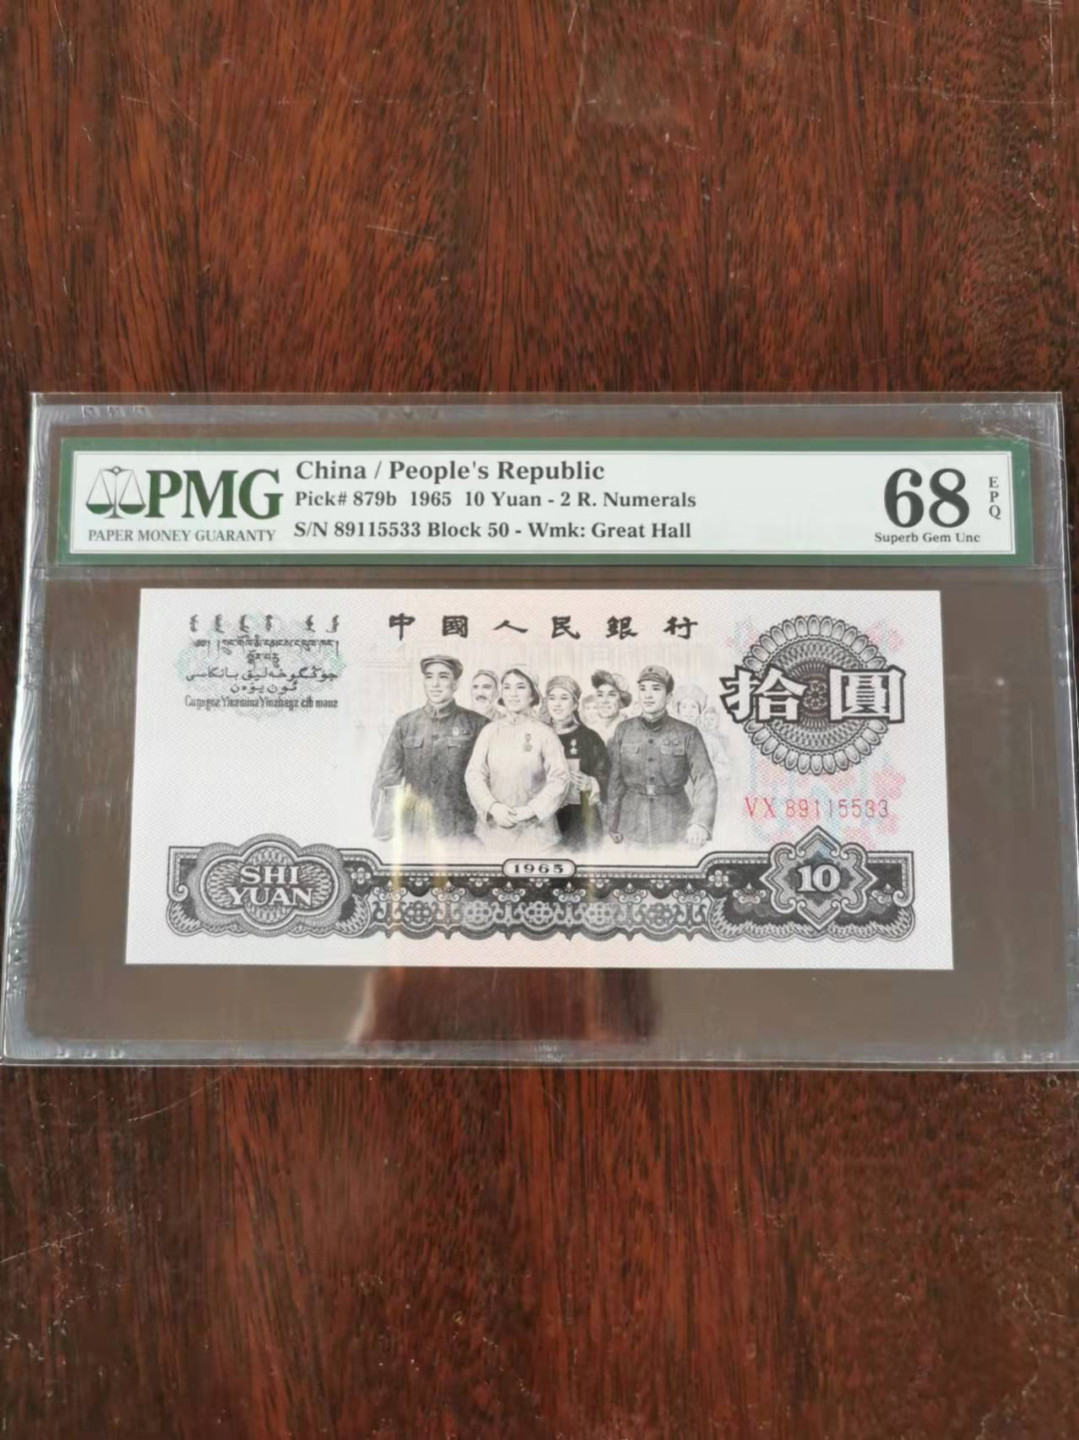 PMG
PAPER MONEY GUARANTY
China / People's Republic
Pick# 879b 1965 10 Yuan - 2 R. Numerals
S/N 89115533 Block 50 - Wmk: Great Hall
68
EPQ
Superb Gem Unc
中國人民銀行
拾圓
VX 89115533
SHI
YUAN
1965
10